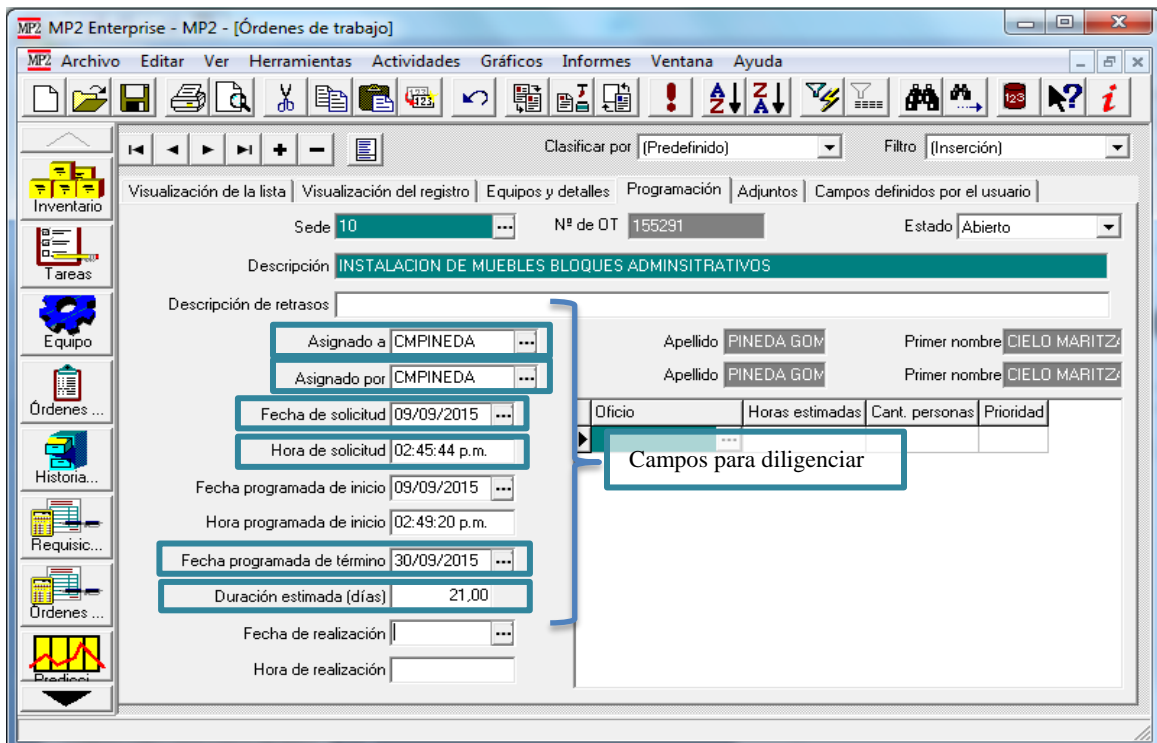 MP2 MP2 Enterprise - MP2 - [Órdenes de trabajo]
MP2 Archivo Editar Ver Herramientas Actividades Gráficos Informes Ventana Ayuda
Clasificar por (Predefinido) Filtro (Inserción)
Visualización de la lista Visualización del registro Equipos y detalles Programación Adjuntos Campos definidos por el usuario
Sede 10 ... Nº de OT 155291 Estado Abierto
Descripción INSTALACION DE MUEBLES BLOQUES ADMINSITRATIVOS
Descripción de retrasos
Asignado a CMPINEDA ... Apellido PINEDA GOM Primer nombre CIELO MARITZA
Asignado por CMPINEDA ... Apellido PINEDA GOM Primer nombre CIELO MARITZA
Fecha de solicitud 09/09/2015 ... Oficio Horas estimadas Cant. personas Prioridad
Hora de solicitud 02:45:44 p.m. ...
Campos para diligenciar
Fecha programada de inicio 09/09/2015 ...
Hora programada de inicio 02:49:20 p.m.
Fecha programada de término 30/09/2015 ...
Duración estimada (días) 21,00
Fecha de realización ...
Hora de realización
Inventario
Tareas
Equipo
Órdenes ...
Historia...
Requisic...
Órdenes ...
Predicci...